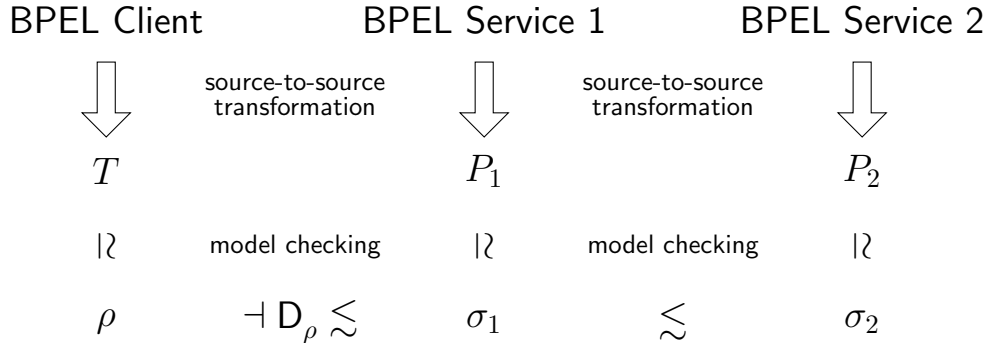 BPEL Client BPEL Service 1 BPEL Service 2
source-to-source source-to-source
transformation transformation
T P₁ P₂
|≀ model checking |≀ model checking |≀
ρ ⊣ D_ρ ≲ σ₁ ≲ σ₂